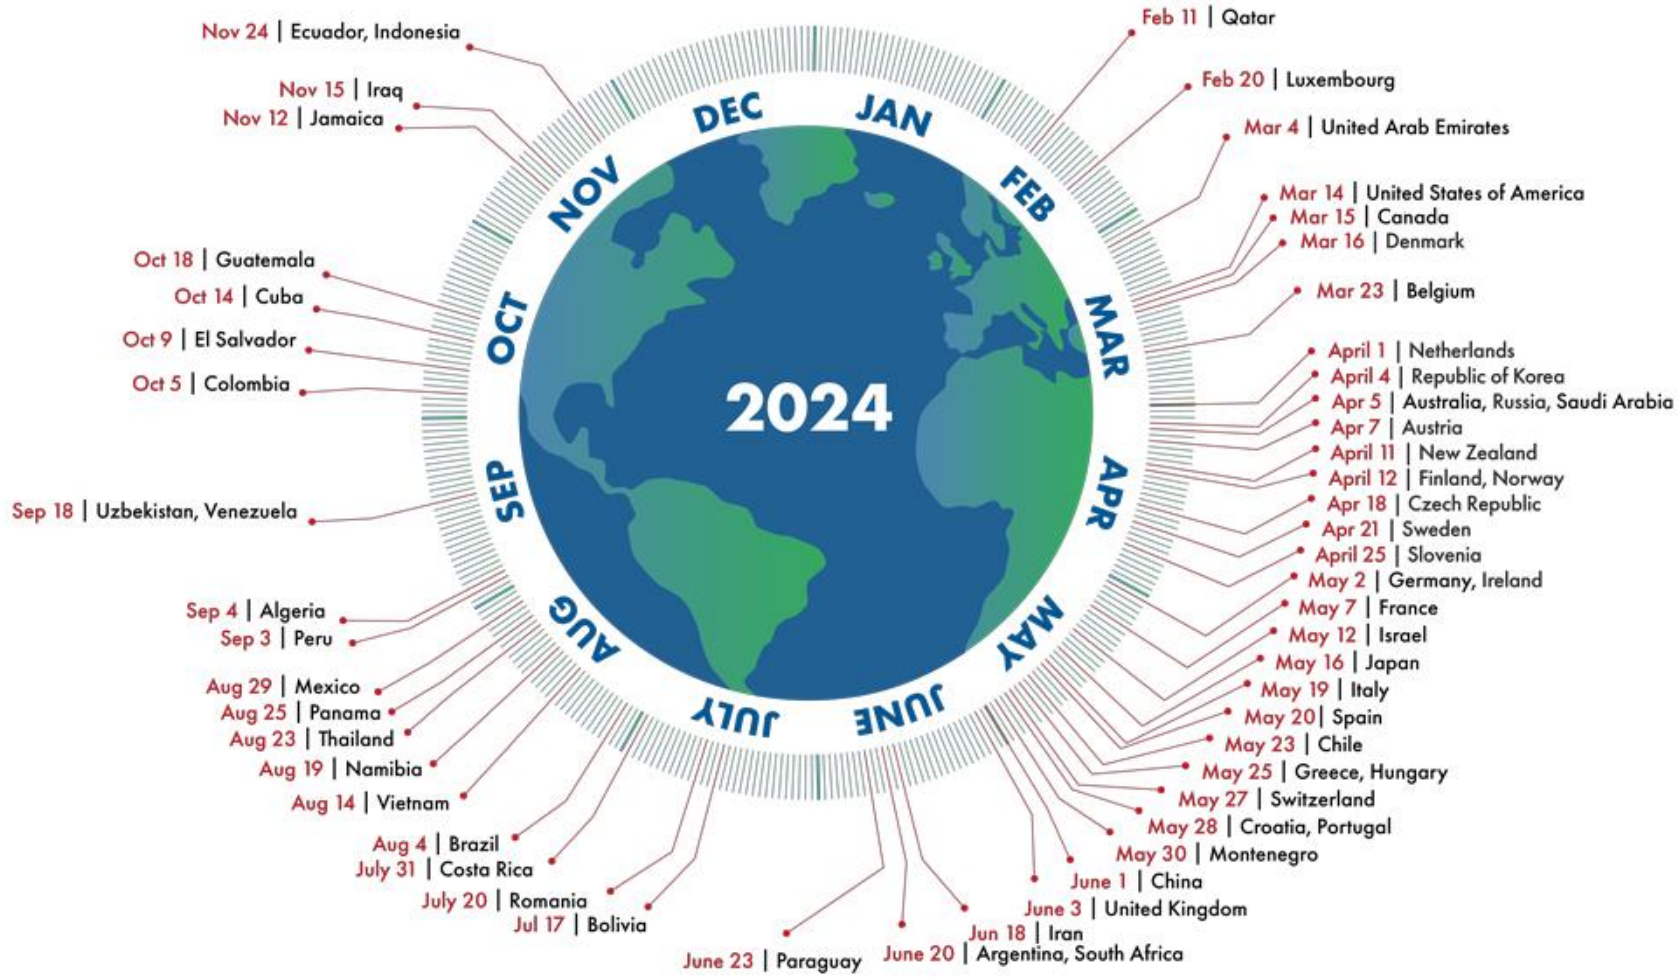 Feb 11 | Qatar
Feb 20 | Luxembourg
Mar 4 | United Arab Emirates
Mar 14 | United States of America
Mar 15 | Canada
Mar 16 | Denmark
Mar 23 | Belgium
April 1 | Netherlands
April 4 | Republic of Korea
Apr 5 | Australia, Russia, Saudi Arabia
Apr 7 | Austria
April 11 | New Zealand
April 12 | Finland, Norway
Apr 18 | Czech Republic
Apr 21 | Sweden
April 25 | Slovenia
May 2 | Germany, Ireland
May 7 | France
May 12 | Israel
May 16 | Japan
May 19 | Italy
May 20| Spain
May 23 | Chile
May 25 | Greece, Hungary
May 27 | Switzerland
May 28 | Croatia, Portugal
May 30 | Montenegro
June 1 | China
June 3 | United Kingdom
Jun 18 | Iran
June 20 | Argentina, South Africa
June 23 | Paraguay
Jul 17 | Bolivia
July 20 | Romania
July 31 | Costa Rica
Aug 4 | Brazil
Aug 14 | Vietnam
Aug 19 | Namibia
Aug 23 | Thailand
Aug 25 | Panama
Aug 29 | Mexico
Sep 3 | Peru
Sep 4 | Algeria
Sep 18 | Uzbekistan, Venezuela
Oct 5 | Colombia
Oct 9 | El Salvador
Oct 14 | Cuba
Oct 18 | Guatemala
Nov 12 | Jamaica
Nov 15 | Iraq
Nov 24 | Ecuador, Indonesia
JAN
FEB
MAR
APR
MAY
JUNE
JULY
AUG
SEP
OCT
NOV
DEC
2024